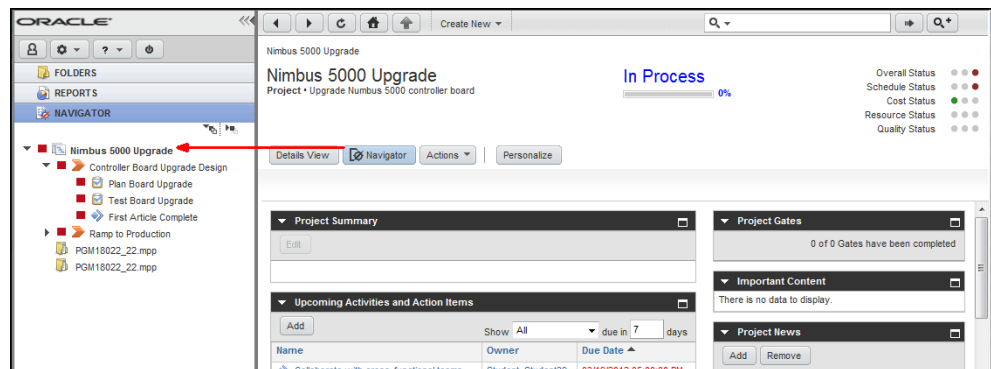 ORACLE
Create New
FOLDERS
REPORTS
NAVIGATOR
Nimbus 5000 Upgrade
Controller Board Upgrade Design
Plan Board Upgrade
Test Board Upgrade
First Article Complete
Ramp to Production
PGM18022_22.mpp
PGM18022_22.mpp
Nimbus 5000 Upgrade
Nimbus 5000 Upgrade
Project • Upgrade Numbus 5000 controller board
In Process
0%
Overall Status
Schedule Status
Cost Status
Resource Status
Quality Status
Details View Navigator Actions Personalize
Project Summary
Edit
Upcoming Activities and Action Items
Add Show All due in 7 days
Name Owner Due Date
Project Gates
0 of 0 Gates have been completed
Important Content
There is no data to display.
Project News
Add Remove